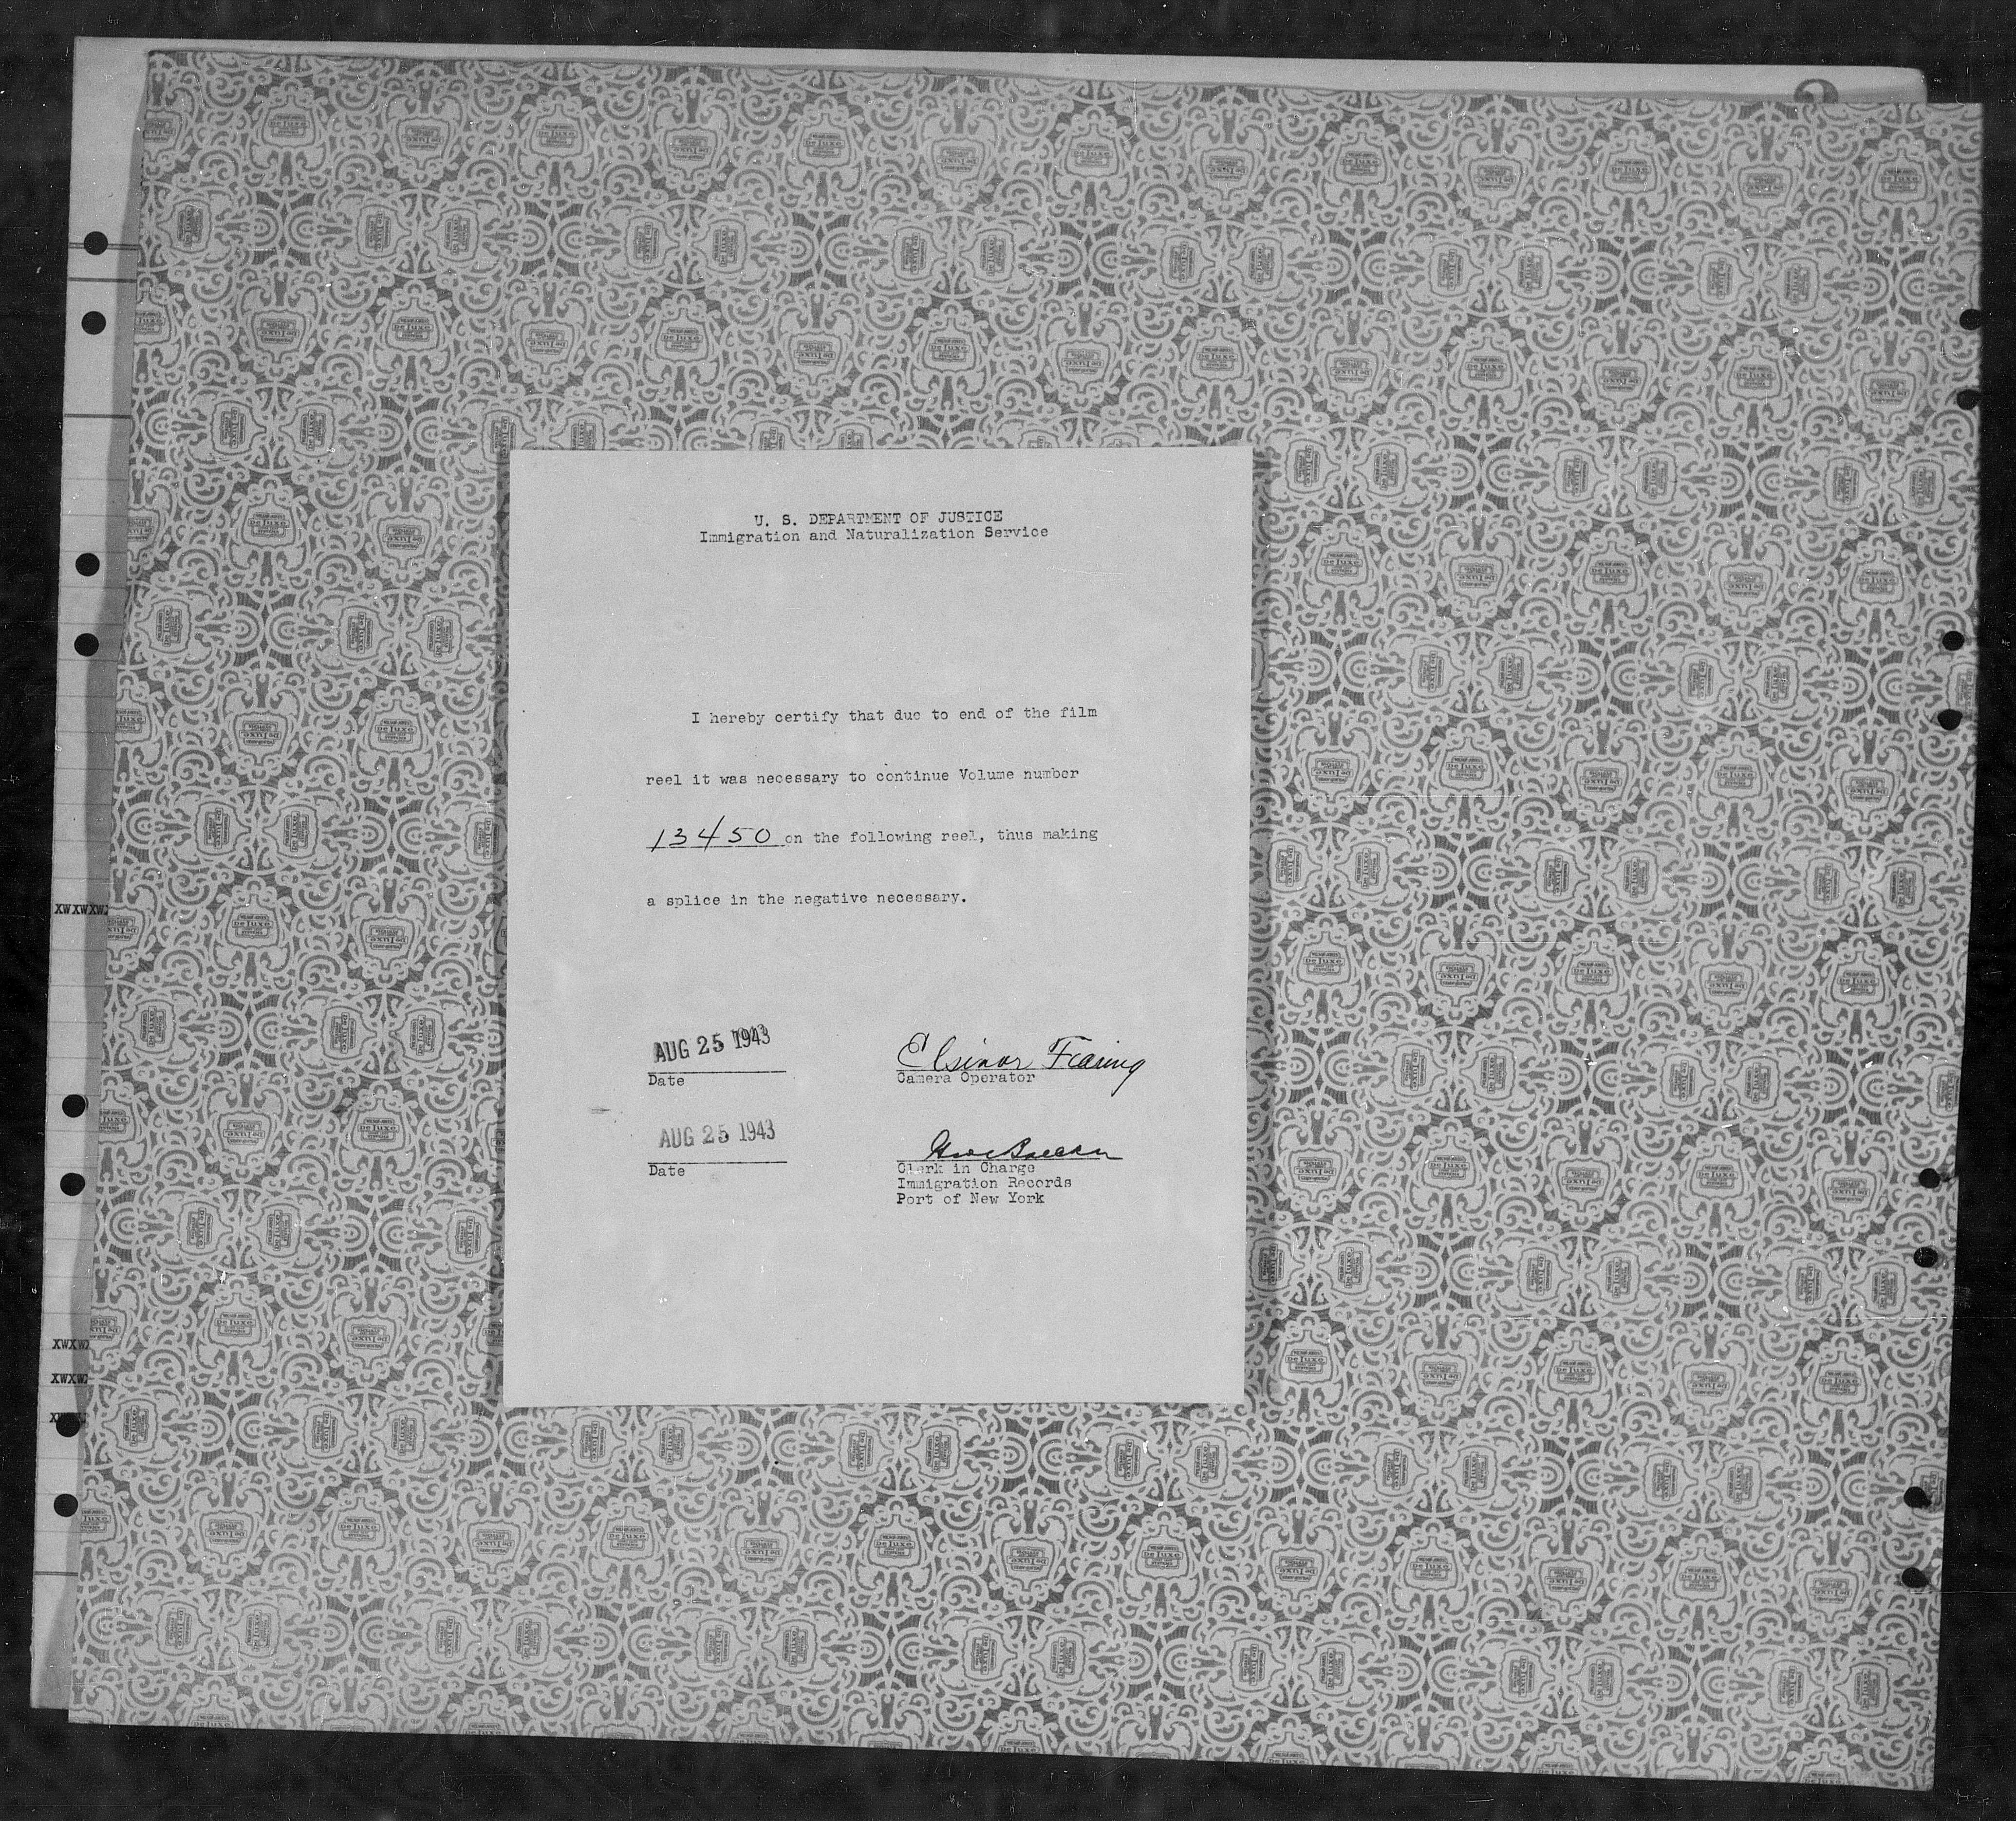 U. S. DEPARTMENT OF JUSTICE
Immigration and Naturalization Service
I hereby certify that due to end of the film
reel it was necessary to continue Volume number
13450 on the following reel, thus making
a splice in the negative necessary.
AUG 25 1943
Date
Elsinor
Camera Operator
AUG 25 1943
Date
Clerk in Charge
Immigration Records
Port of New York